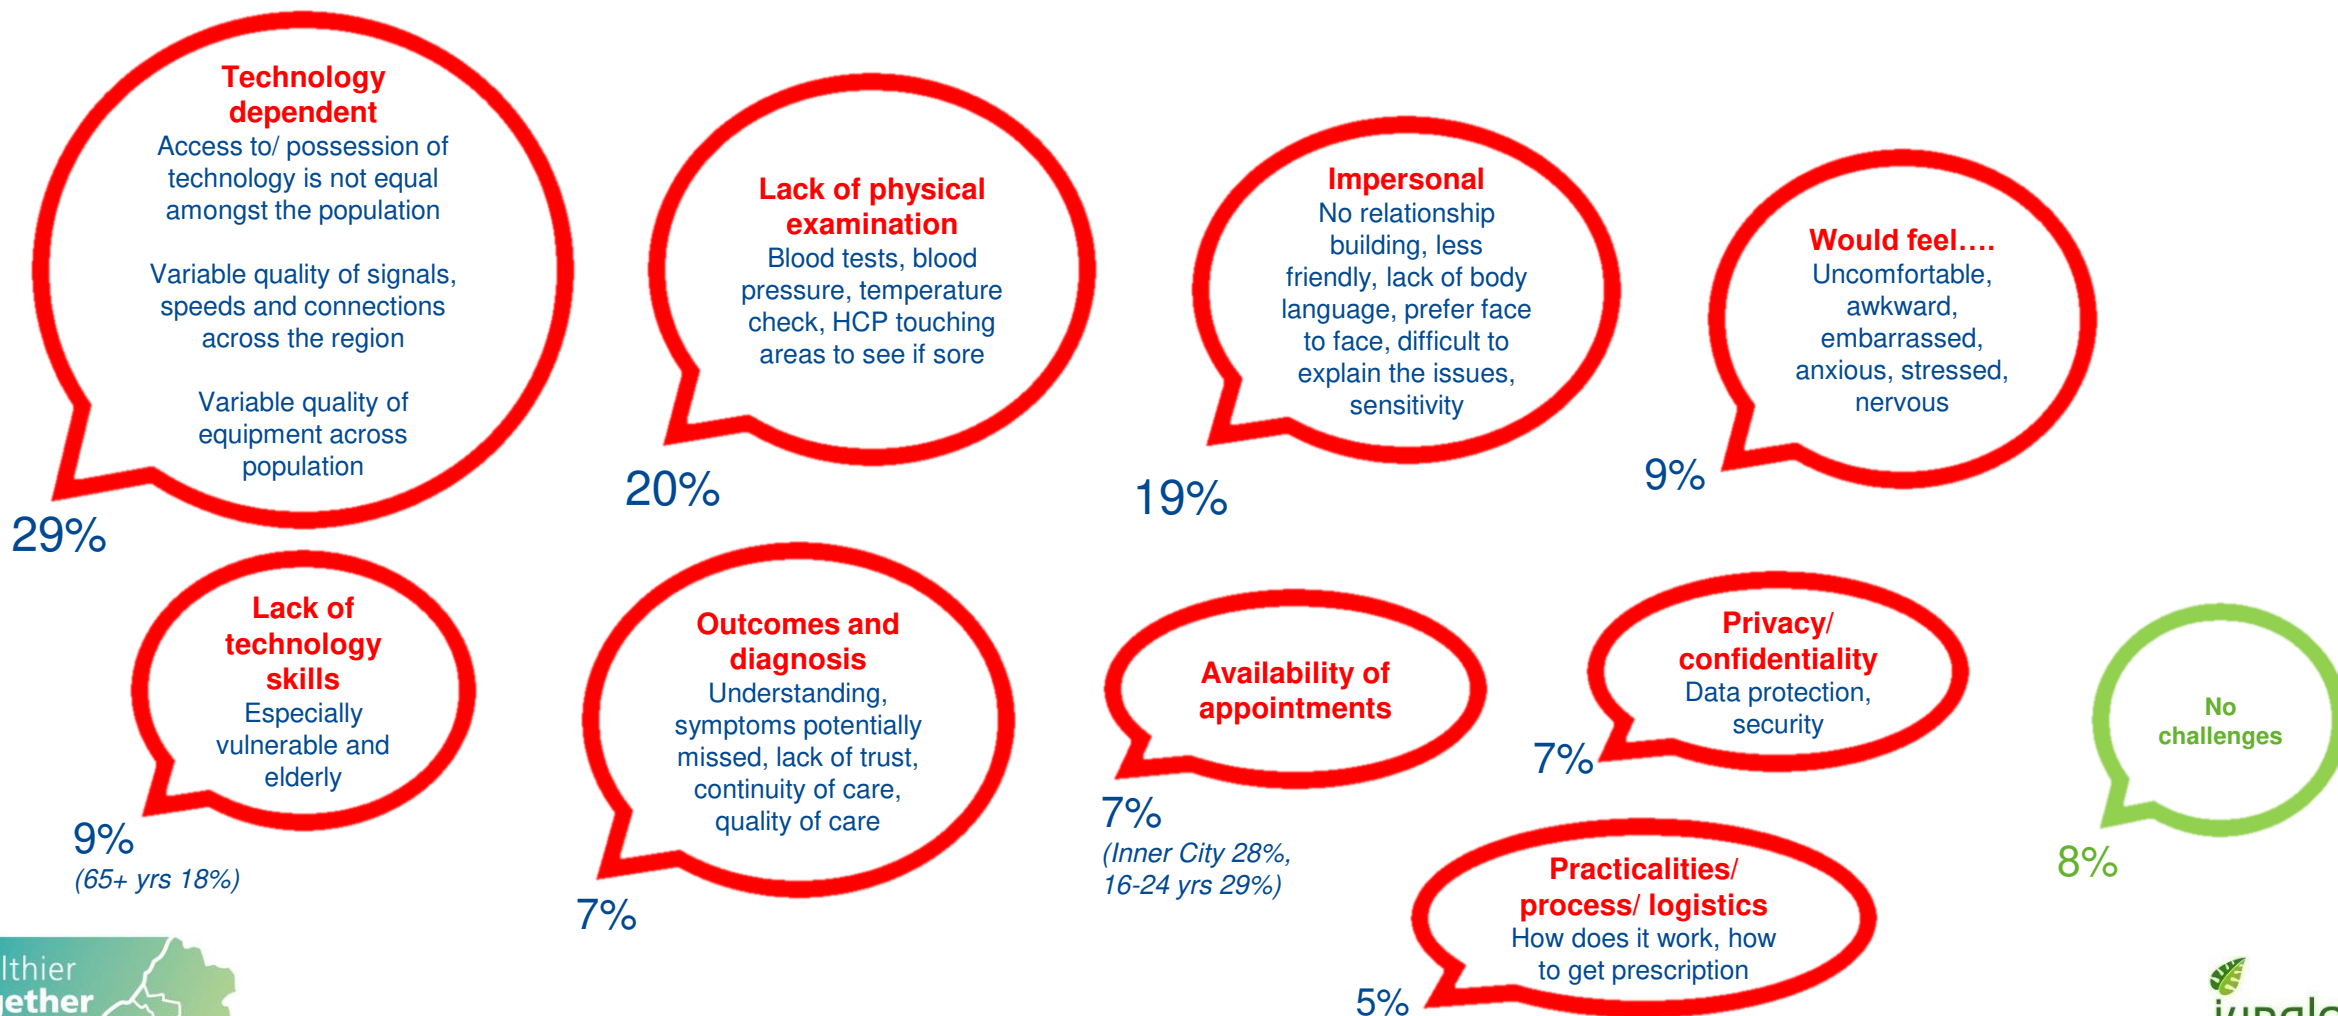 Technology
dependent
Access to/ possession of
technology is not equal
amongst the population
Variable quality of signals,
speeds and connections
across the region
Variable quality of
equipment across
population
29%
Lack of physical
examination
Blood tests, blood
pressure, temperature
check, HCP touching
areas to see if sore
20%
Impersonal
No relationship
building, less
friendly, lack of body
language, prefer face
to face, difficult to
explain the issues,
sensitivity
19%
Would feel….
Uncomfortable,
awkward,
embarrassed,
anxious, stressed,
nervous
9%
Lack of
technology
skills
Especially
vulnerable and
elderly
9%
(65+ yrs 18%)
Outcomes and
diagnosis
Understanding,
symptoms potentially
missed, lack of trust,
continuity of care,
quality of care
7%
Availability of
appointments
7%
(Inner City 28%,
16-24 yrs 29%)
Privacy/
confidentiality
Data protection,
security
7%
Practicalities/
process/ logistics
How does it work, how
to get prescription
5%
No
challenges
8%
lthier
gether